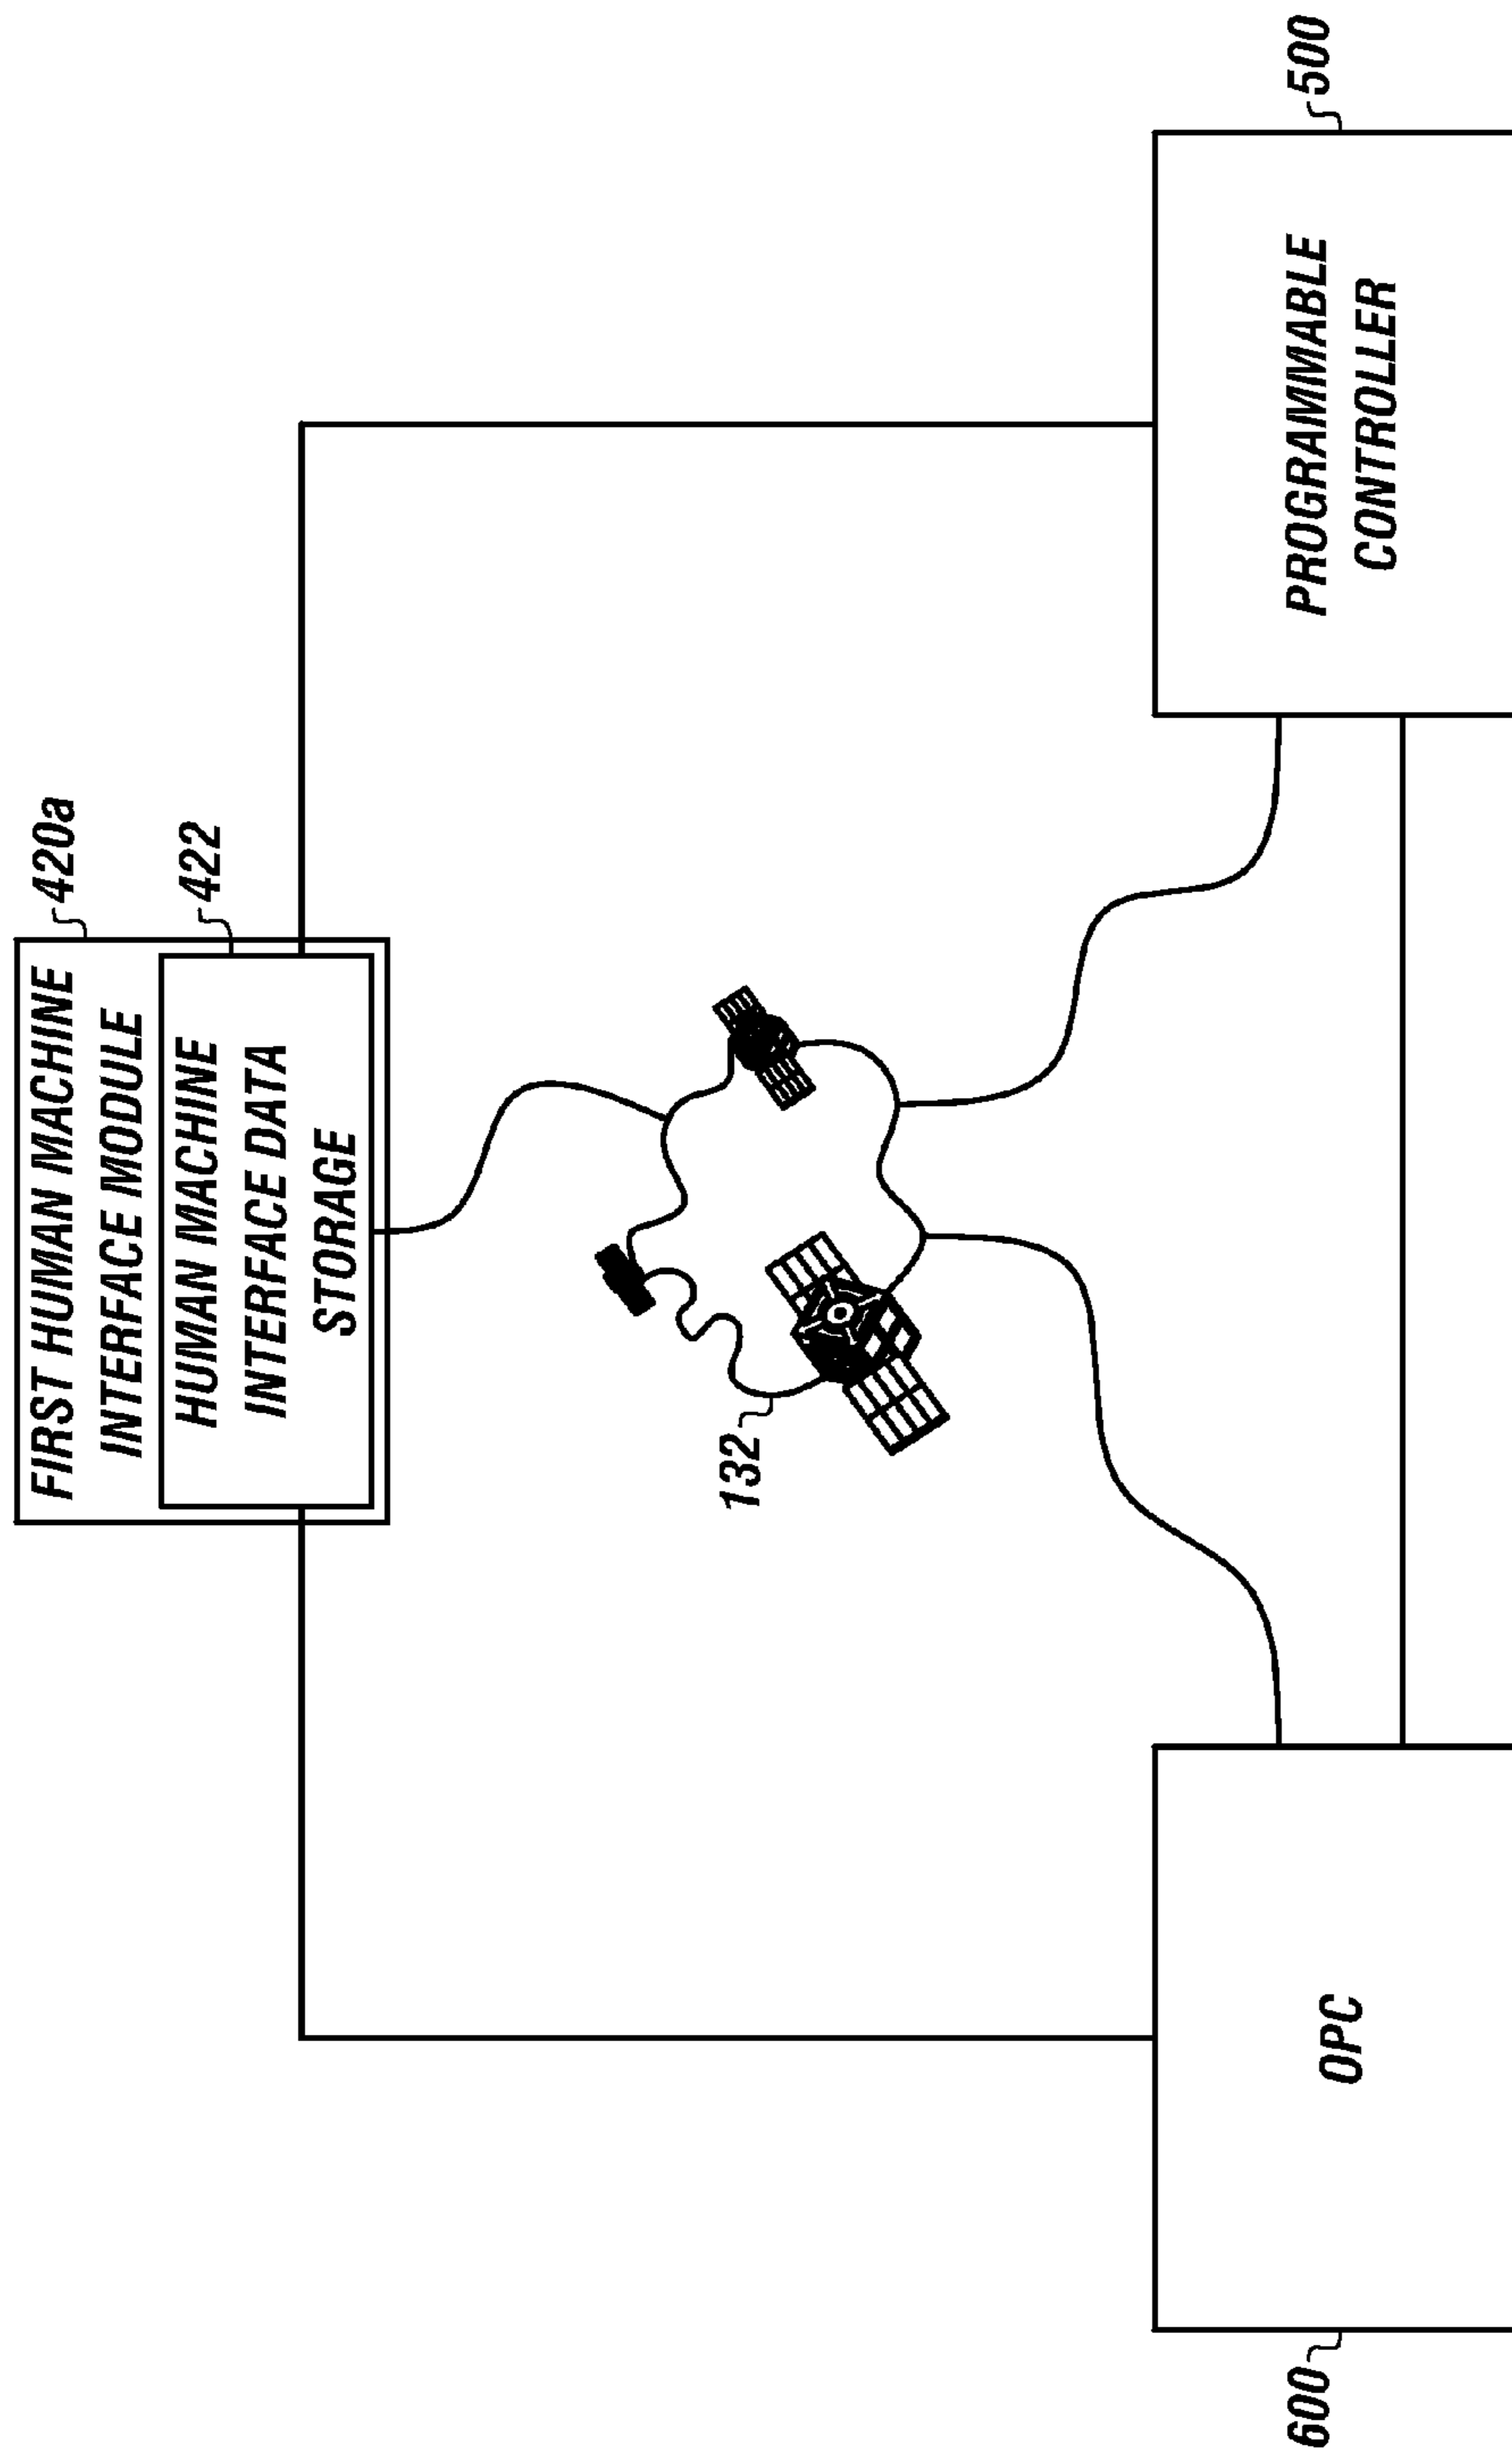 FIRST HUMAN MACHINE
INTERFACE MODULE
420a
HUMAN MACHINE
INTERFACE DATA
STORAGE
422
132
600
OPC
PROGRAMMABLE
CONTROLLER
500